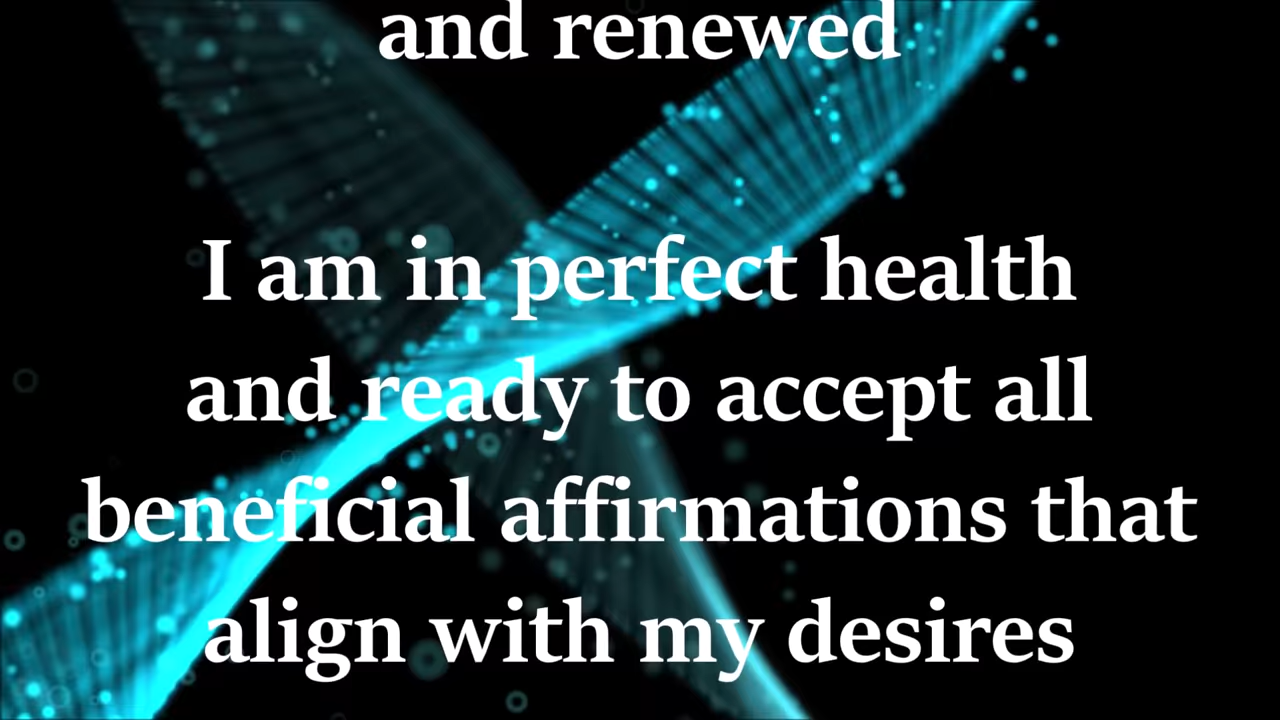 and renewed
I am in perfect health
and ready to accept all
beneficial affirmations that
align with my desires